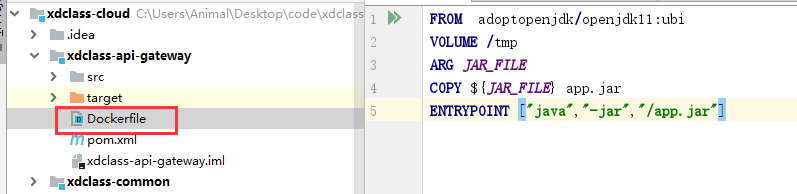 xdclass-cloud C:\Users\Animal\Desktop\code\xdclass
.idea
xdclass-api-gateway
src
target
Dockerfile
pom.xml
xdclass-api-gateway.iml
xdclass-common
1 FROM adoptopenjdk/openjdk11:ubi
2 VOLUME /tmp
3 ARG JAR_FILE
4 COPY ${JAR_FILE} app.jar
5 ENTRYPOINT ["java","-jar","/app.jar"]